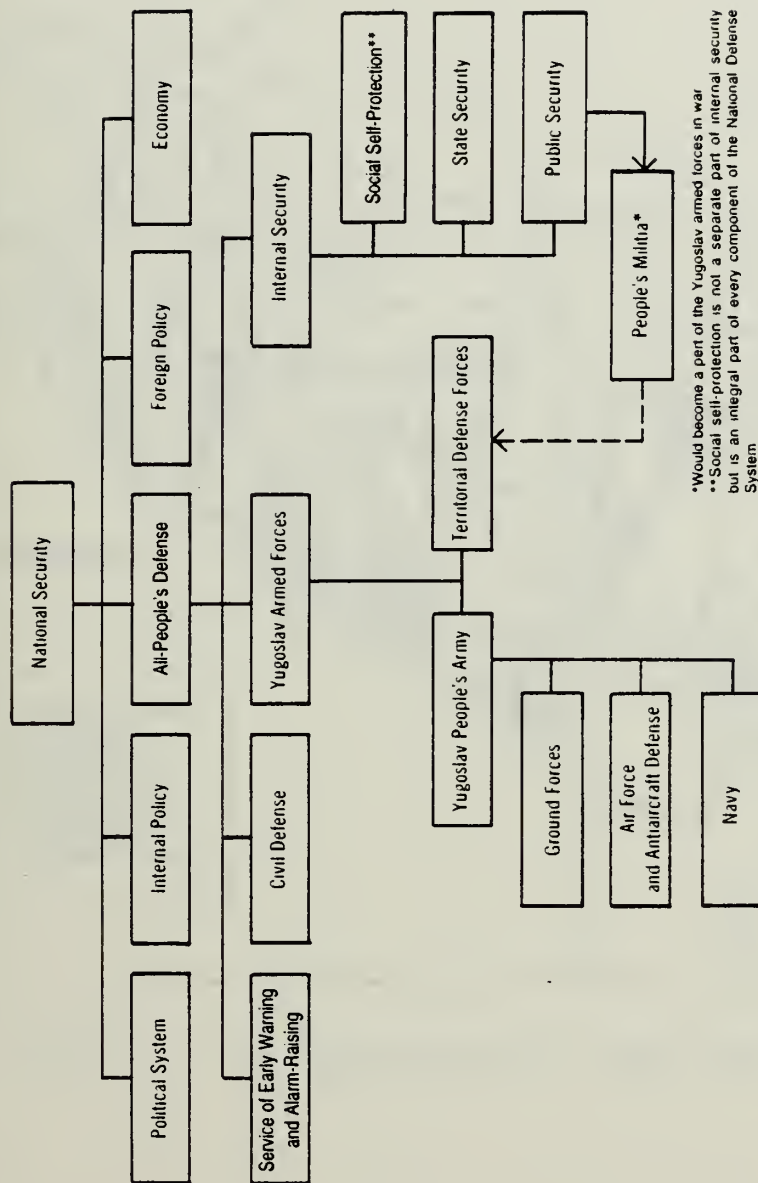 National Security
Political System
Internal Policy
All-People's Defense
Foreign Policy
Economy
Service of Early Warning
and Alarm-Raising
Civil Defense
Yugoslav Armed Forces
Internal Security
Social Self-Protection**
State Security
Public Security
Yugoslav People's Army
Territorial Defense Forces
People's Militia*
Ground Forces
Air Force
and Antiaircraft Defense
Navy
*Would become a pert of the Yugoslav armed forces in war
**Social self-protection is not a separate part of internal security
but is an integral part of every component of the National Defense
System